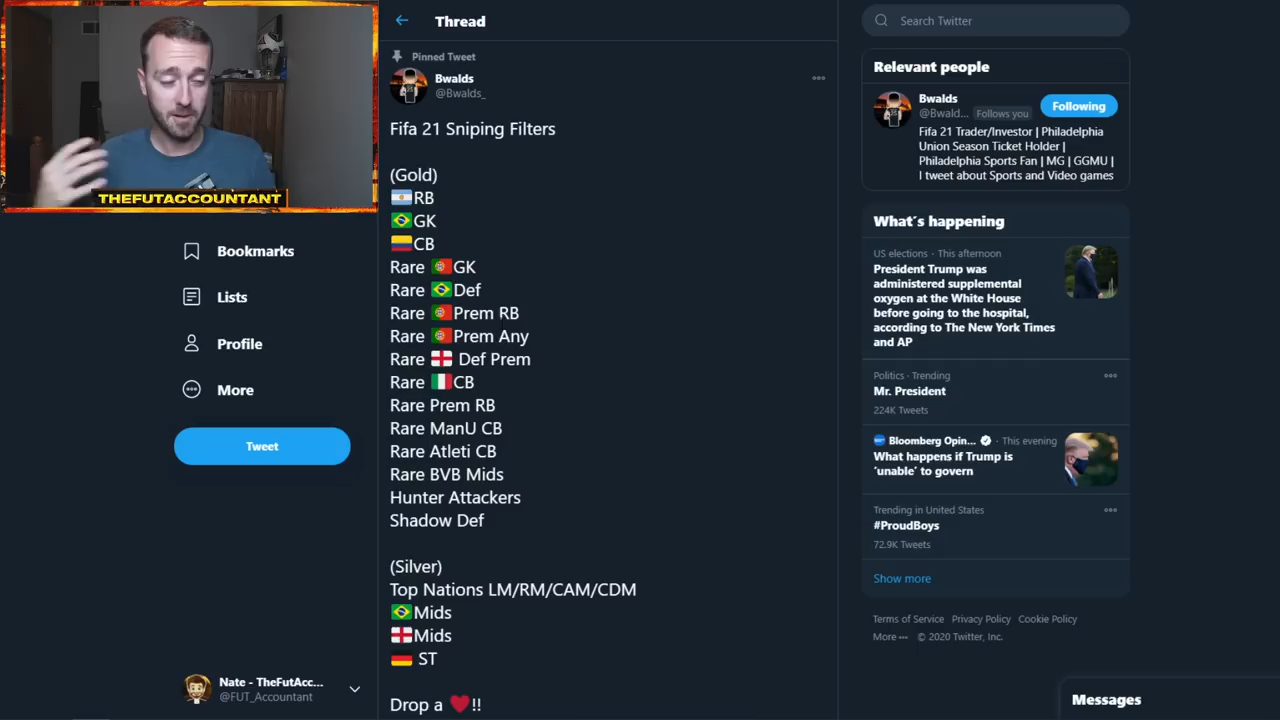 THEFUTACCOUNTANT
Bookmarks
Lists
Profile
More
Tweet
Nate - TheFutAcc...
@FUT_Accountant
Thread
Pinned Tweet
Bwalds
@Bwalds_
Fifa 21 Sniping Filters
(Gold)
🇦🇷RB
🇧🇷GK
🇨🇴CB
Rare 🇵🇹GK
Rare 🇧🇷Def
Rare 🇵🇹Prem RB
Rare 🇵🇹Prem Any
Rare 🏴󠁧󠁢󠁥󠁮󠁧󠁿 Def Prem
Rare 🇮🇹CB
Rare Prem RB
Rare ManU CB
Rare Atleti CB
Rare BVB Mids
Hunter Attackers
Shadow Def
(Silver)
Top Nations LM/RM/CAM/CDM
🇧🇷Mids
🏴󠁧󠁢󠁥󠁮󠁧󠁿Mids
🇩🇪 ST
Drop a ❤️!!
Search Twitter
Relevant people
Bwalds
@Bwald... Follows you
Following
Fifa 21 Trader/Investor | Philadelphia
Union Season Ticket Holder |
Philadelphia Sports Fan | MG | GGMU |
I tweet about Sports and Video games
What's happening
US elections · This afternoon
President Trump was
administered supplemental
oxygen at the White House
before going to the hospital,
according to The New York Times
and AP
Politics · Trending
Mr. President
224K Tweets
Bloomberg Opin... · This evening
What happens if Trump is
'unable' to govern
Trending in United States
#ProudBoys
72.9K Tweets
Show more
Terms of Service Privacy Policy Cookie Policy
More ··· © 2020 Twitter, Inc.
Messages